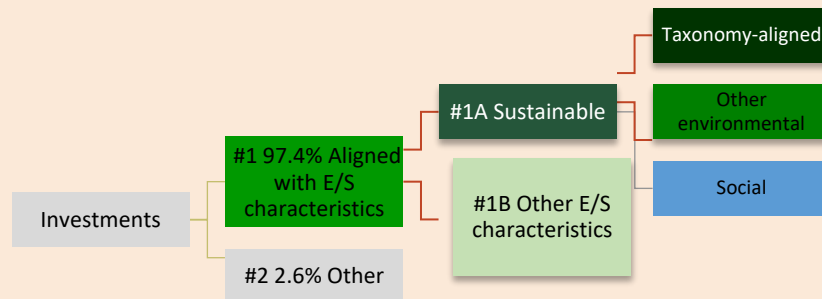 Taxonomy-aligned
#1A Sustainable
Other
environmental
#1 97.4% Aligned
with E/S
characteristics
Social
#1B Other E/S
characteristics
Investments
#2 2.6% Other